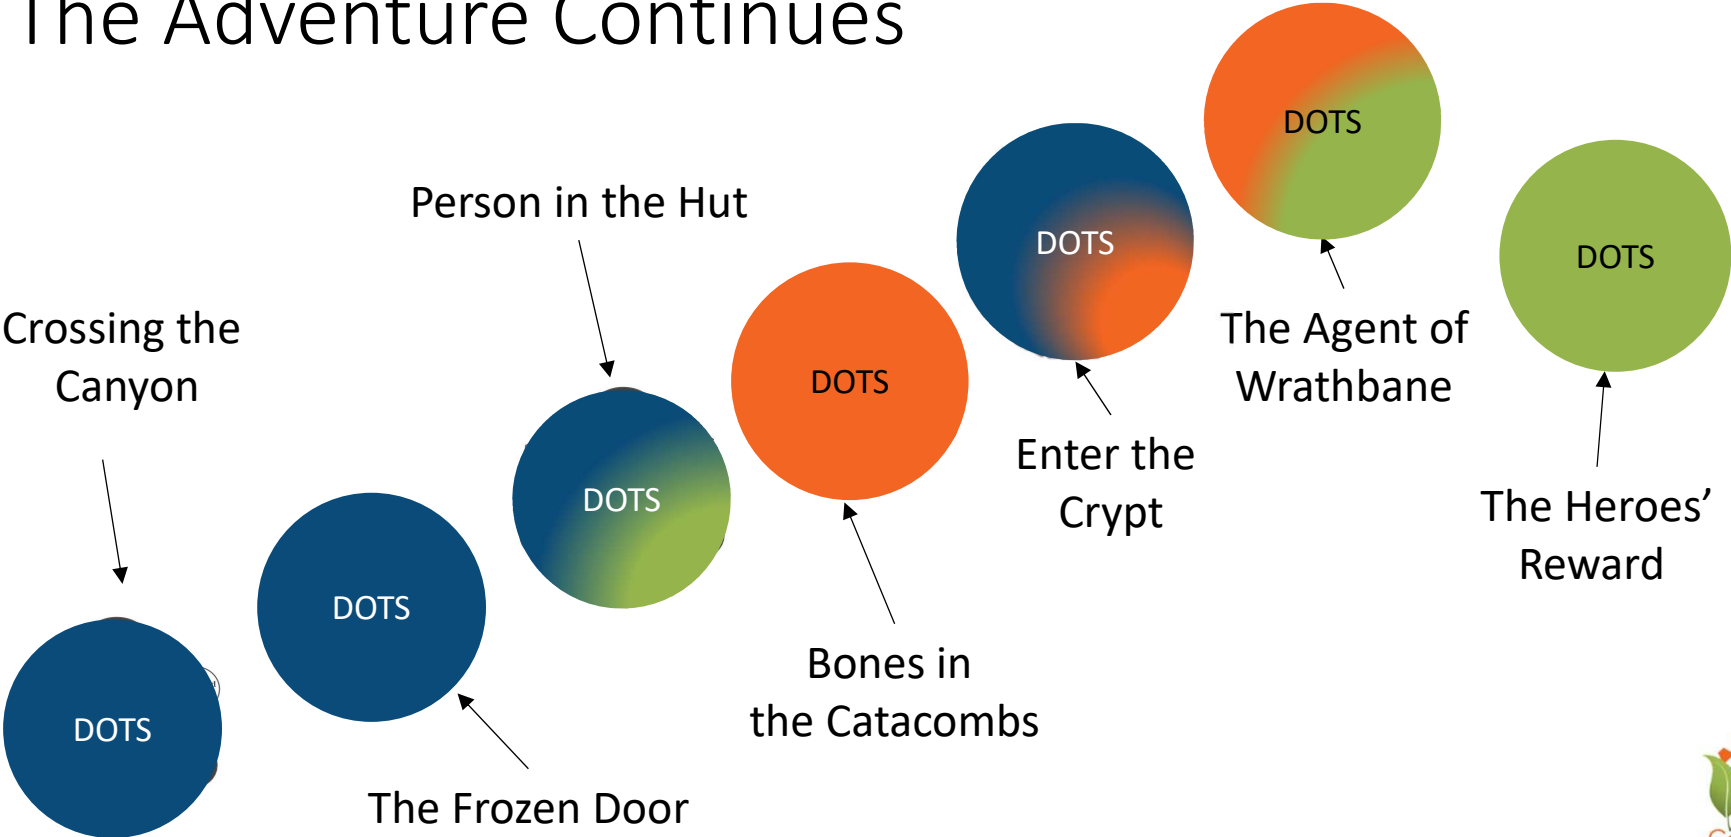 The Adventure Continues
DOTS
Person in the Hut
DOTS
DOTS
Crossing the
Canyon
The Agent of
Wrathbane
DOTS
Enter the
Crypt
DOTS
The Heroes’
Reward
DOTS
Bones in
the Catacombs
DOTS
The Frozen Door